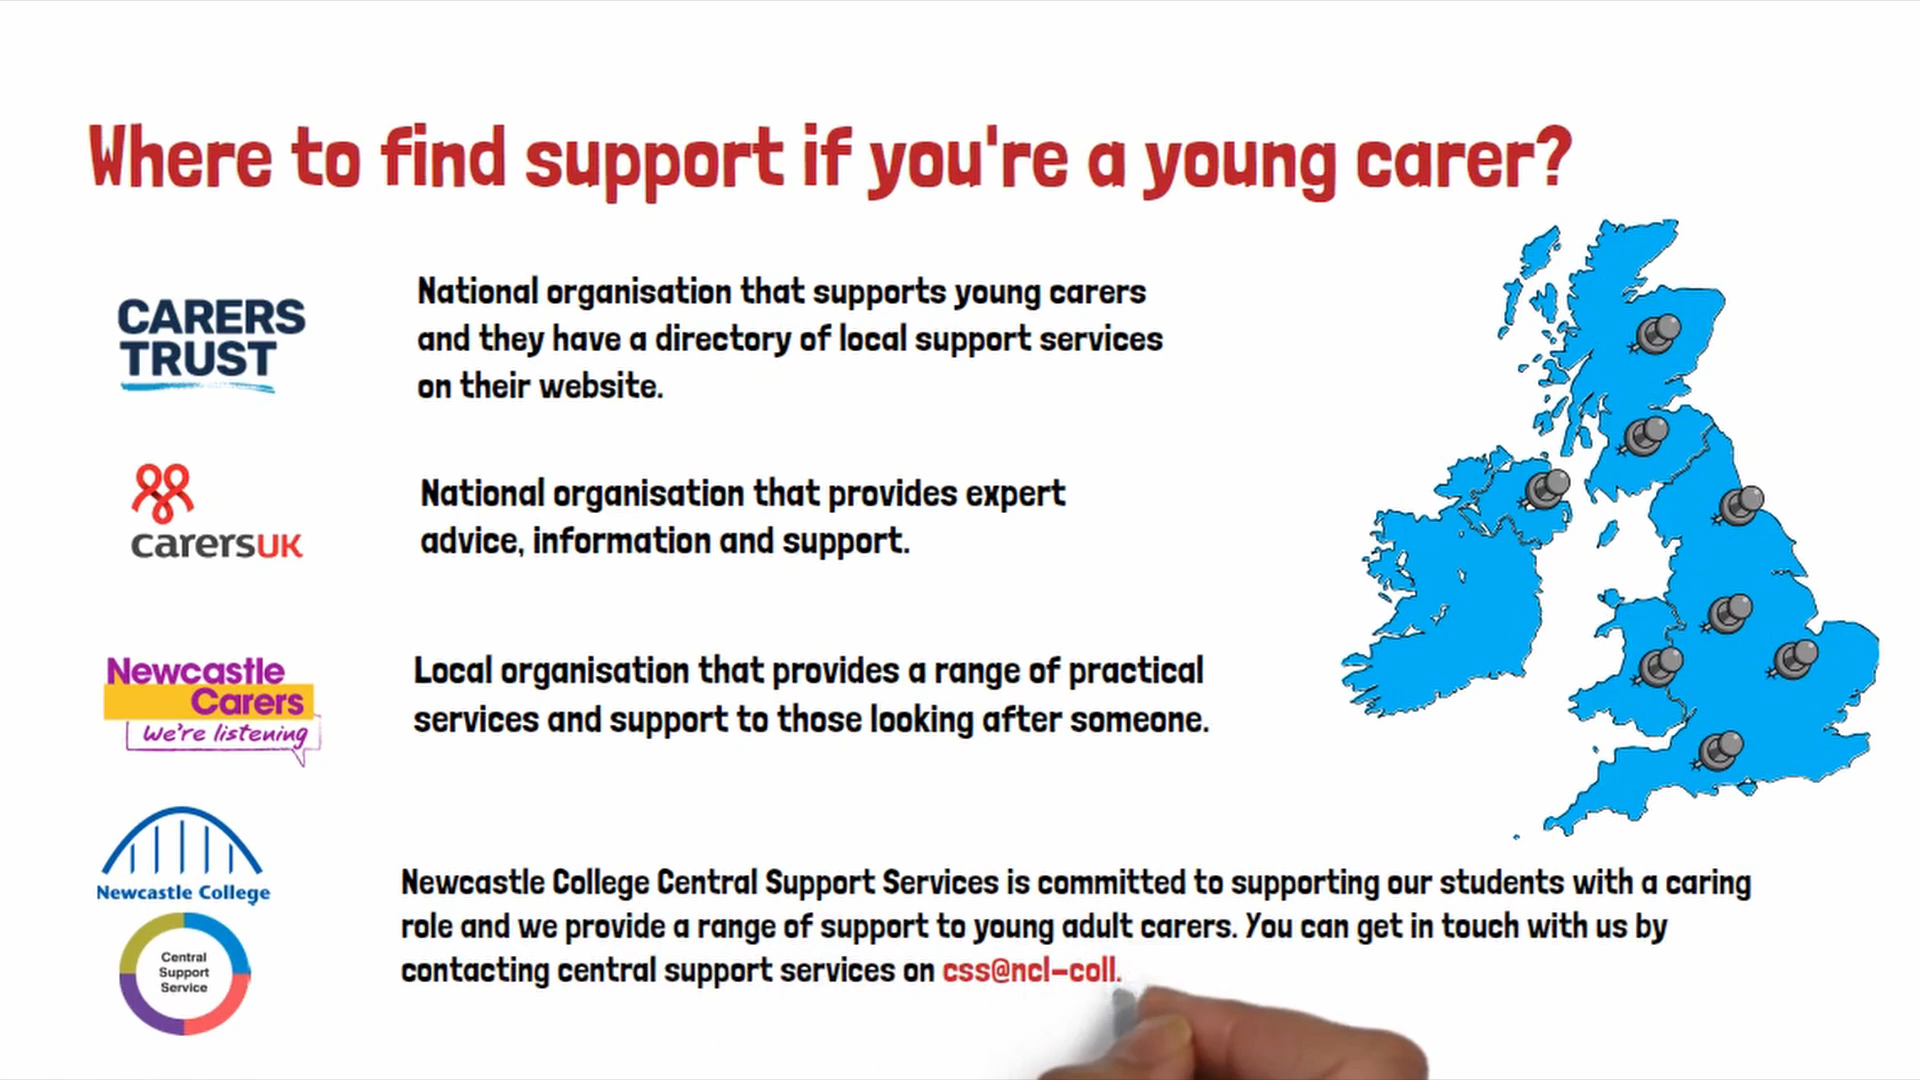 Where to find support if you're a young carer?
CARERS
TRUST
National organisation that supports young carers
and they have a directory of local support services
on their website.
carersUK
National organisation that provides expert
advice, information and support.
Newcastle
Carers
We're listening
Local organisation that provides a range of practical
services and support to those looking after someone.
Newcastle College
Central
Support
Service
Newcastle College Central Support Services is committed to supporting our students with a caring
role and we provide a range of support to young adult carers. You can get in touch with us by
contacting central support services on css@ncl-coll.